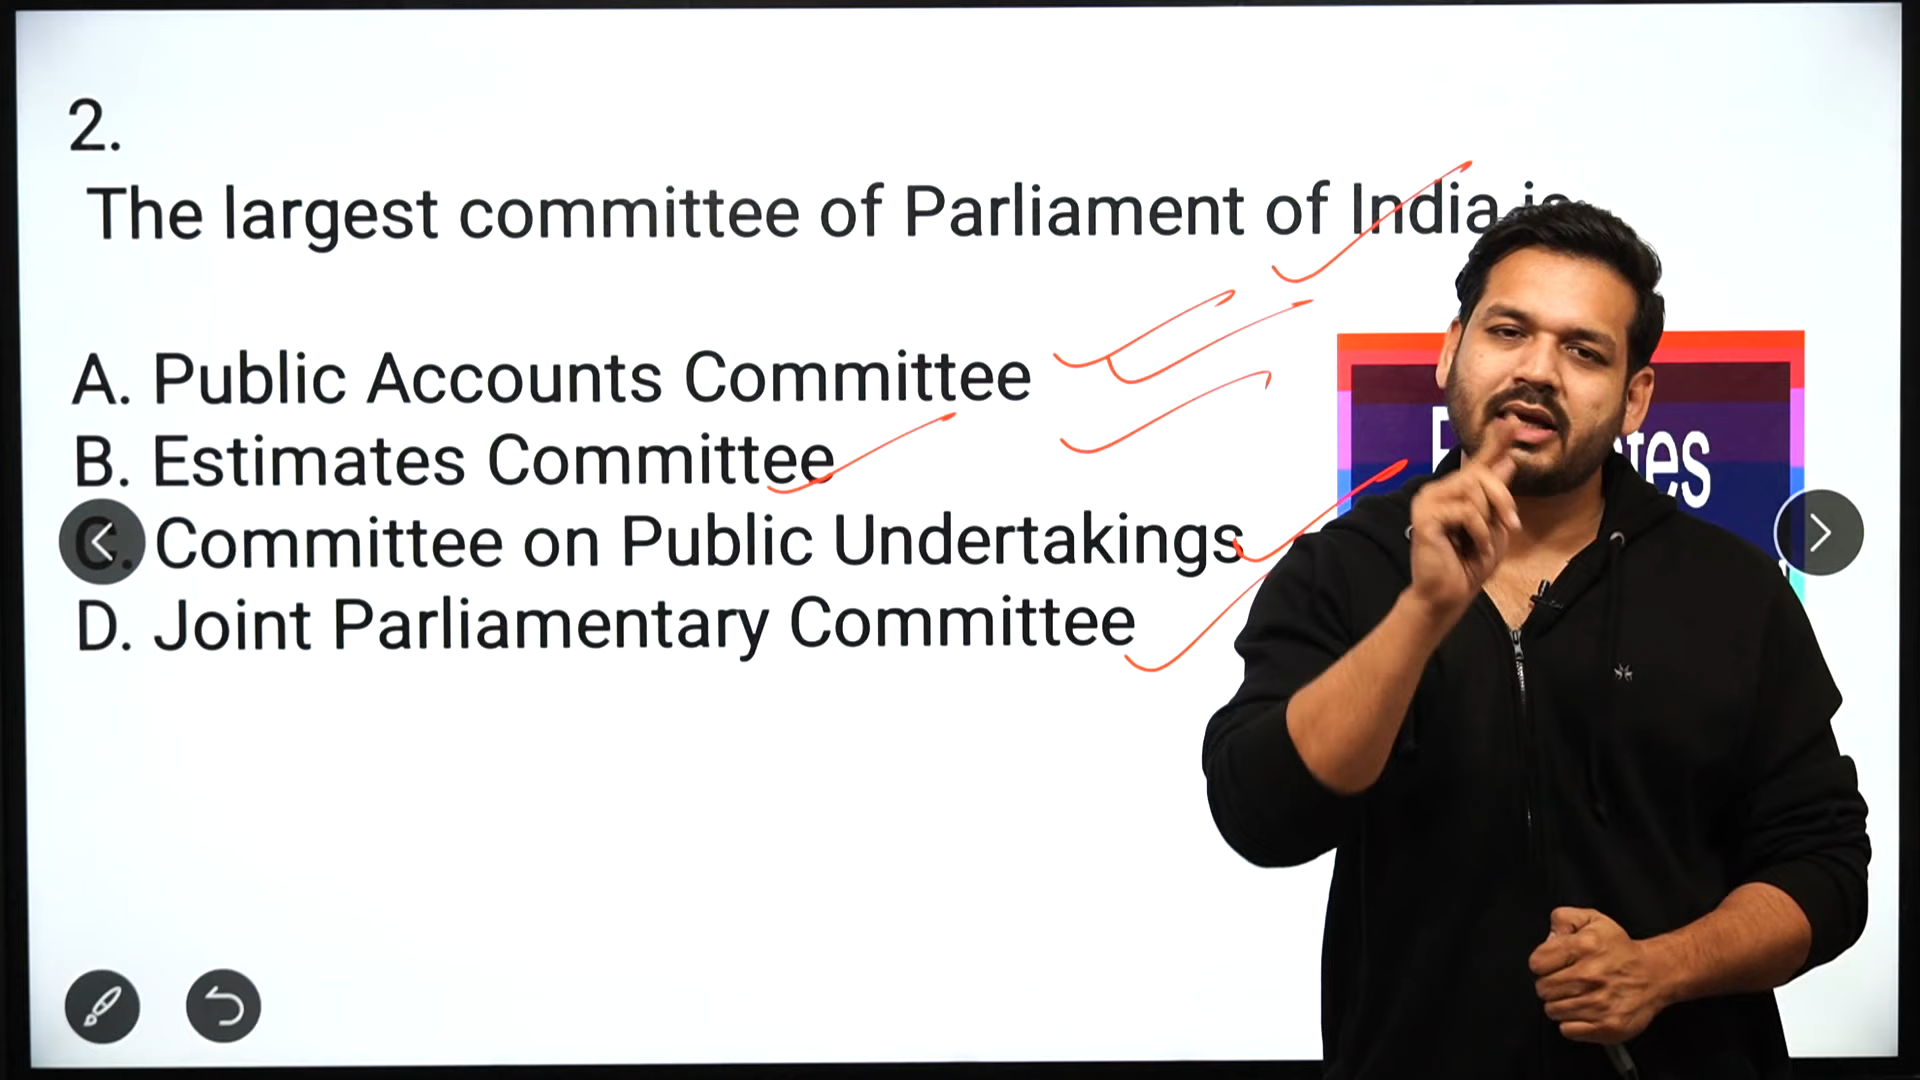 2.
The largest committee of Parliament of India is
A. Public Accounts Committee
B. Estimates Committee
C. Committee on Public Undertakings
D. Joint Parliamentary Committee